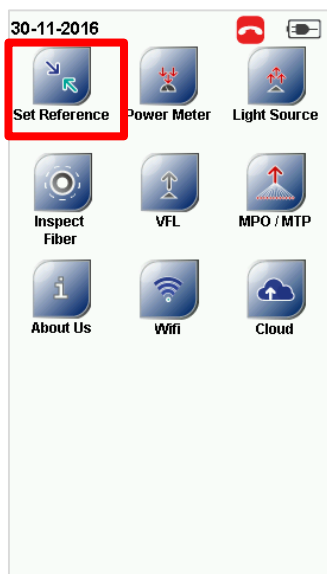 30-11-2016
Set Reference Power Meter Light Source
Inspect Fiber VFL MPO / MTP
i
About Us Wifi Cloud